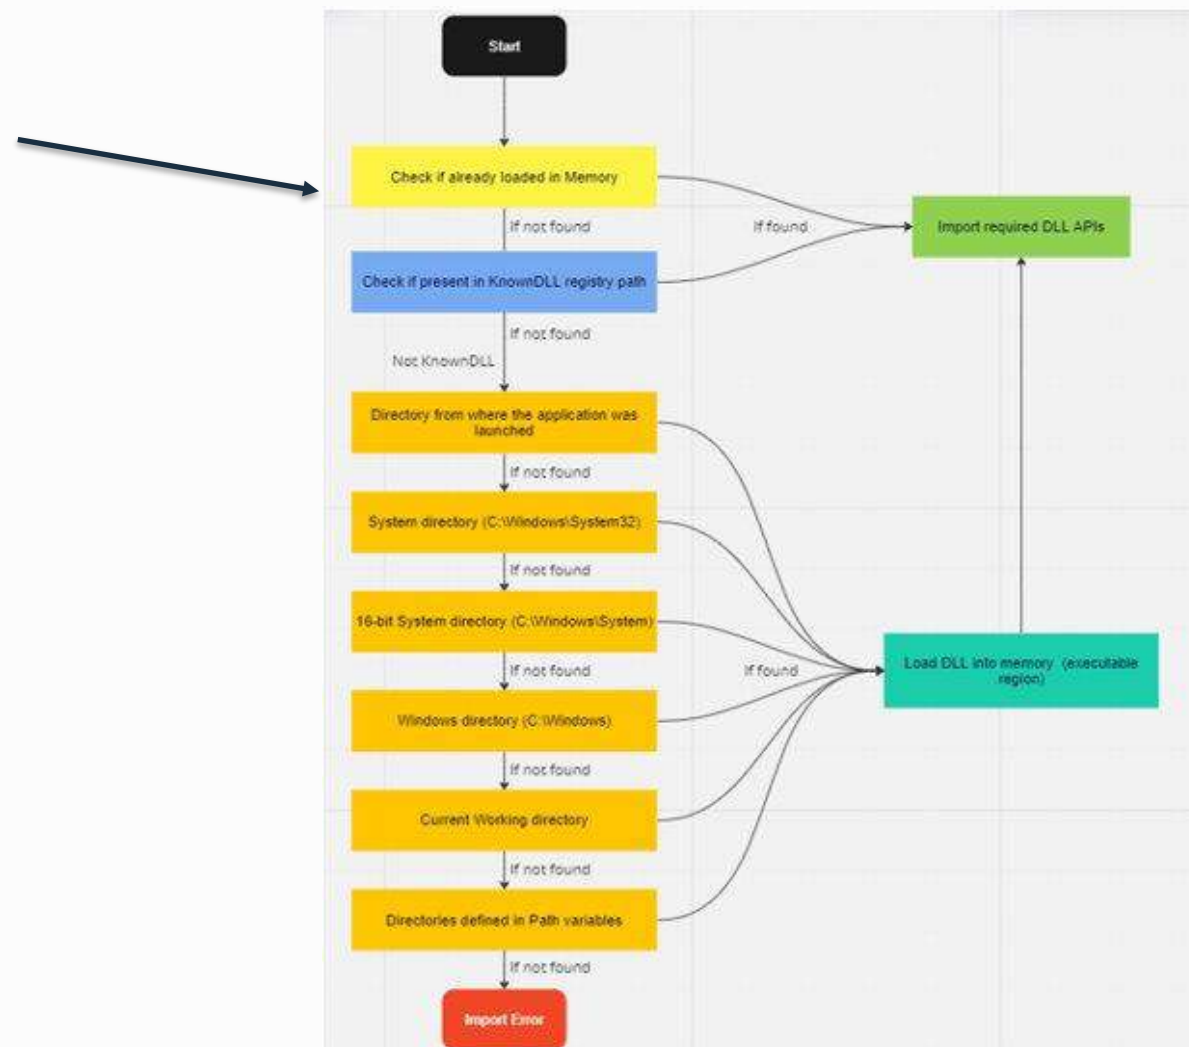 Start
Check if already loaded in Memory
If not found
If found
Import required DLL APIs
Check if present in KnownDLL registry path
If not found
Not KnownDLL
Directory from where the application was
launched
If not found
System directory (C:\Windows\System32)
If not found
16-bit System directory (C:\Windows\System)
If not found
If found
Load DLL into memory (executable
region)
Windows directory (C:\Windows)
If not found
Current Working directory
If not found
Directories defined in Path variables
If not found
Import Error